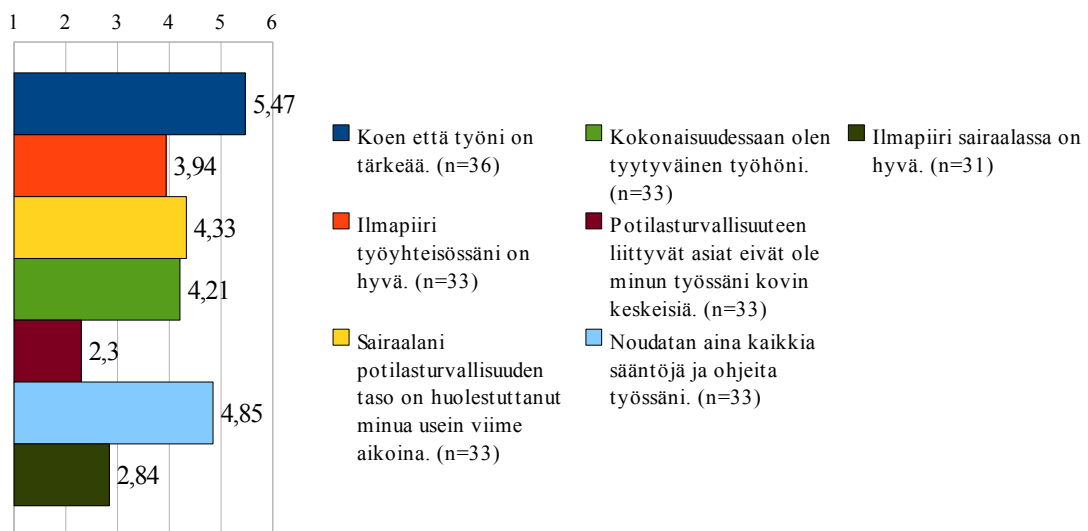 1 2 3 4 5 6
5,47
3,94
4,33
4,21
2,3
4,85
2,84
Koen että työni on
tärkeää. (n=36)
Ilmapiiri
työyhteisössäni on
hyvä. (n=33)
Sairaalani
potilasturvallisuuden
taso on huolestuttanut
minua usein viime
aikoina. (n=33)
Kokonaisuudessaan olen
tyytyväinen työhöni.
(n=33)
Potilasturvallisuuteen
liittyvät asiat eivät ole
minun työssäni kovin
keskeisiä. (n=33)
Noudatan aina kaikkia
sääntöjä ja ohjeita
työssäni. (n=33)
Ilmapiiri sairaalassa on
hyvä. (n=31)